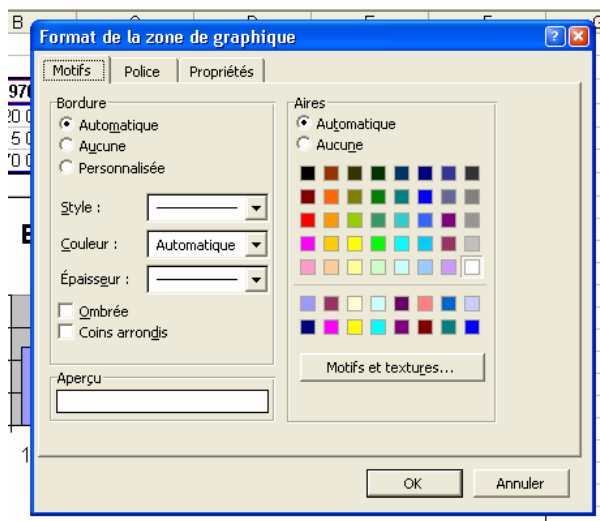 B
Format de la zone de graphique
Motifs Police Propriétés
Bordure
Automatique
Aucune
Personnalisée
Style :
Couleur : Automatique
Épaisseur :
Ombrée
Coins arrondis
Aperçu
Aires
Automatique
Aucune
Motifs et textures...
OK Annuler